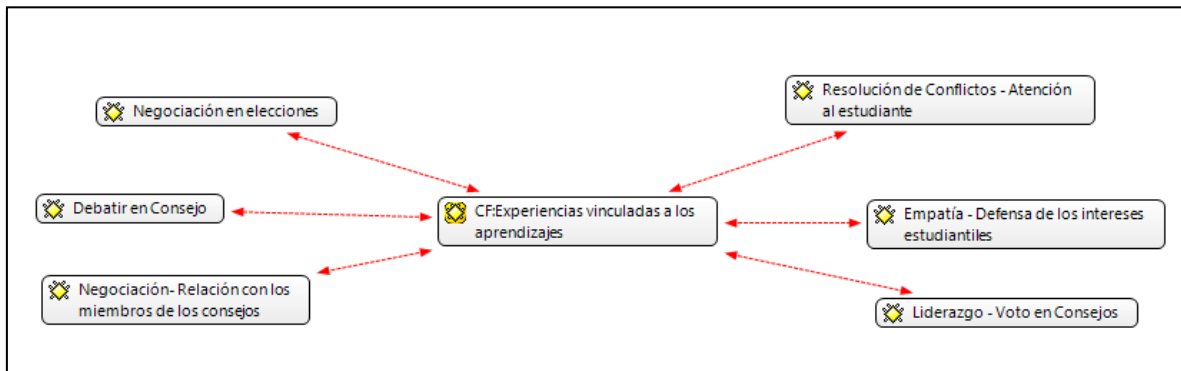 Negociación en elecciones
Resolución de Conflictos - Atención
al estudiante
Debatir en Consejo
CF:Experiencias vinculadas a los
aprendizajes
Empatía - Defensa de los intereses
estudiantiles
Negociación- Relación con los
miembros de los consejos
Liderazgo - Voto en Consejos